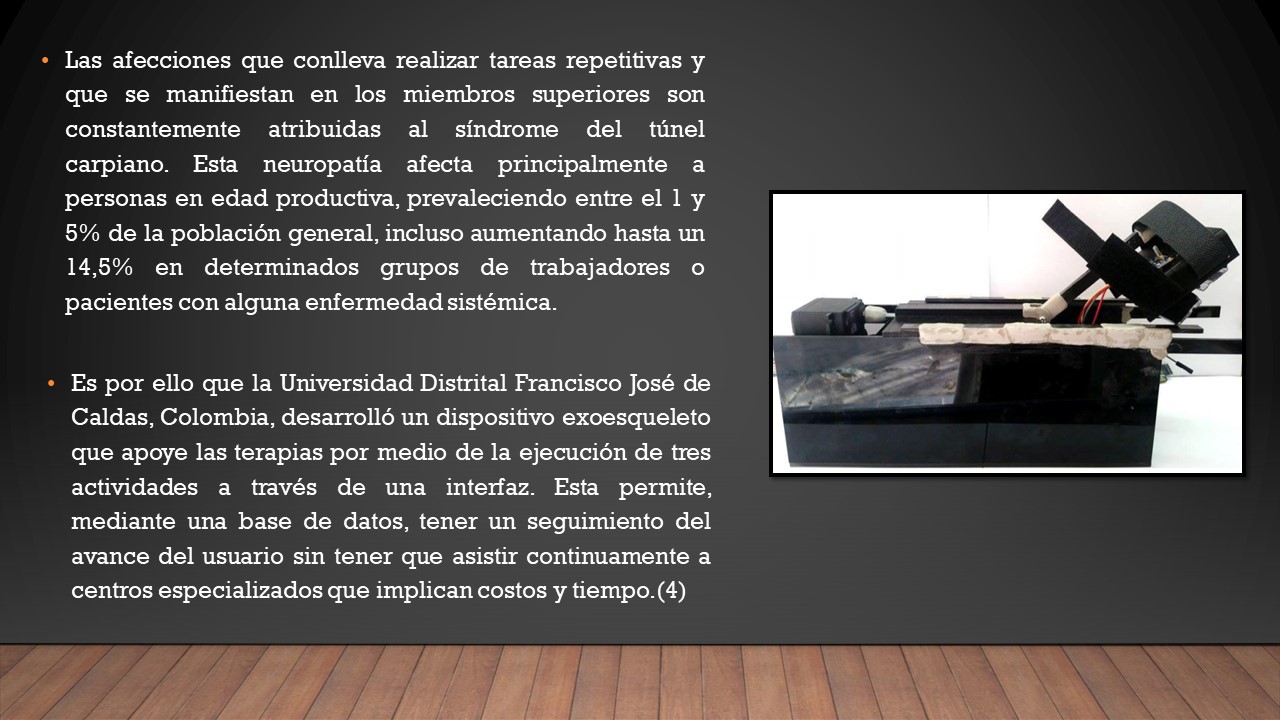 • Las afecciones que conlleva realizar tareas repetitivas y
que se manifiestan en los miembros superiores son
constantemente atribuidas al síndrome del túnel
carpiano. Esta neuropatía afecta principalmente a
personas en edad productiva, prevaleciendo entre el 1 y
5% de la población general, incluso aumentando hasta un
14,5% en determinados grupos de trabajadores o
pacientes con alguna enfermedad sistémica.
• Es por ello que la Universidad Distrital Francisco José de
Caldas, Colombia, desarrolló un dispositivo exoesqueleto
que apoye las terapias por medio de la ejecución de tres
actividades a través de una interfaz. Esta permite,
mediante una base de datos, tener un seguimiento del
avance del usuario sin tener que asistir continuamente a
centros especializados que implican costos y tiempo.(4)